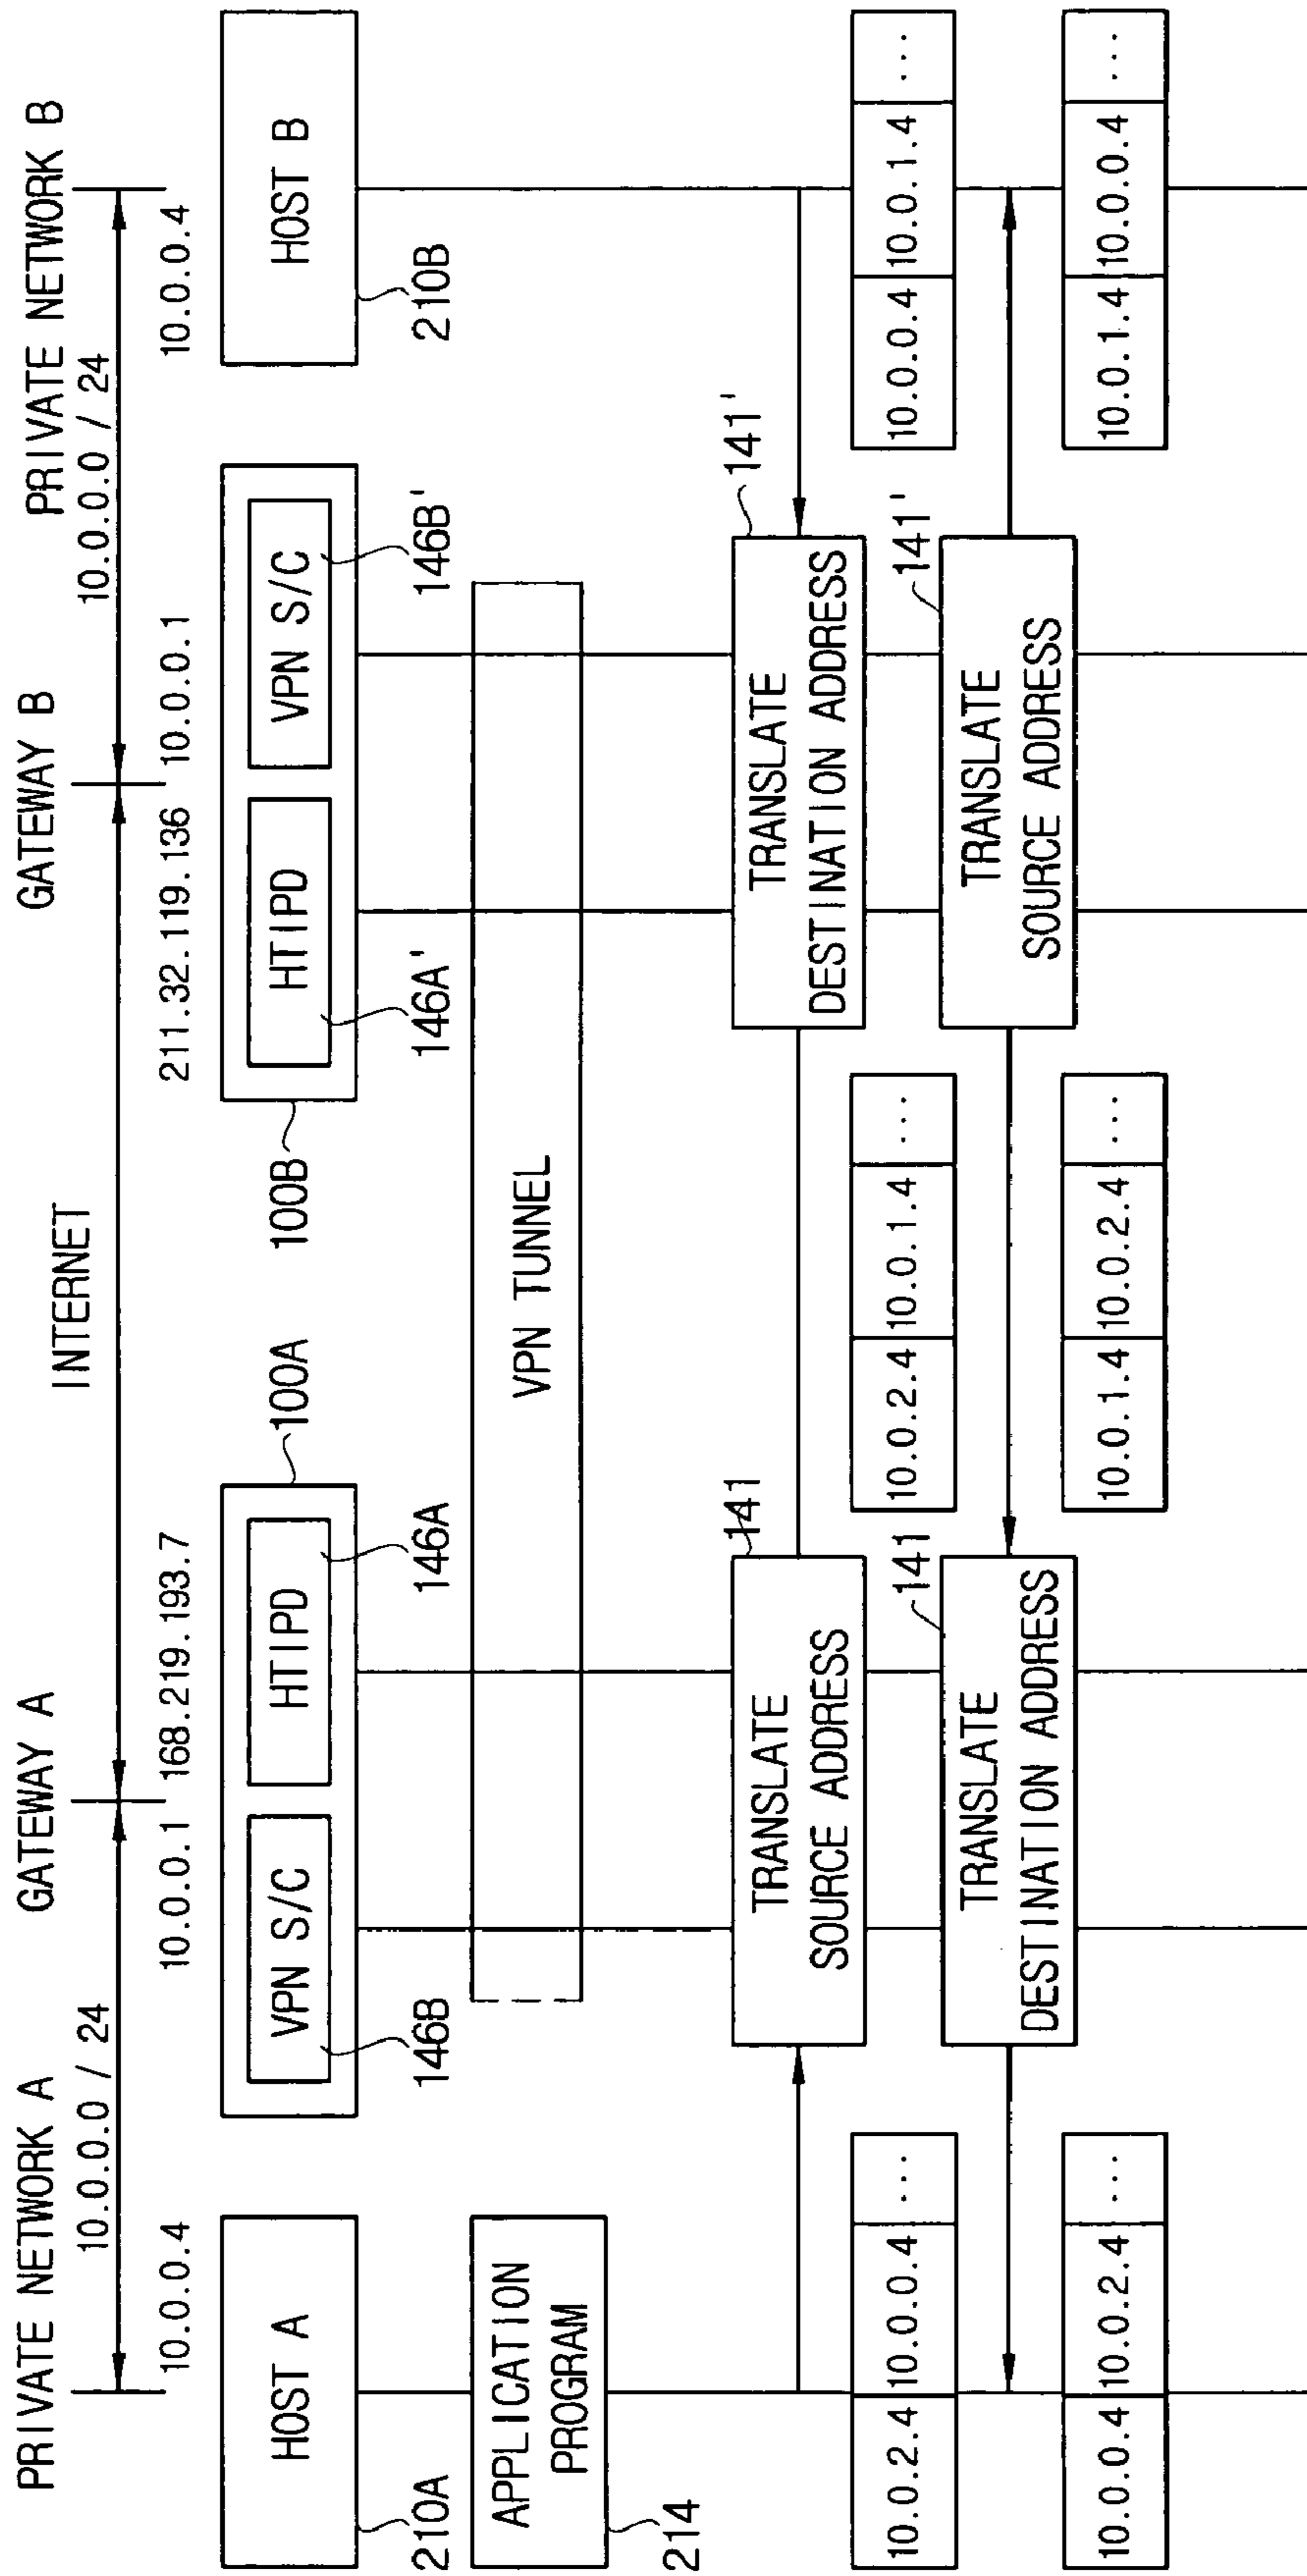 PRIVATE NETWORK A
GATEWAY A
INTERNET
GATEWAY B
PRIVATE NETWORK B
10.0.0.0 / 24
10.0.0.0 / 24
10.0.0.4
10.0.0.1
168.219.193.7
211.32.119.136
10.0.0.1
10.0.0.4
HOST A
VPN S/C
HTIPD
HTIPD
VPN S/C
HOST B
210A
146B
146A
100A
100B
146A'
146B'
210B
APPLICATION
PROGRAM
214
VPN TUNNEL
141
141'
TRANSLATE
SOURCE ADDRESS
TRANSLATE
DESTINATION ADDRESS
10.0.2.4 10.0.0.4 ...
10.0.2.4 10.0.1.4 ...
10.0.0.4 10.0.1.4 ...
141
141'
TRANSLATE
DESTINATION ADDRESS
TRANSLATE
SOURCE ADDRESS
10.0.0.4 10.0.2.4 ...
10.0.1.4 10.0.2.4 ...
10.0.1.4 10.0.0.4 ...